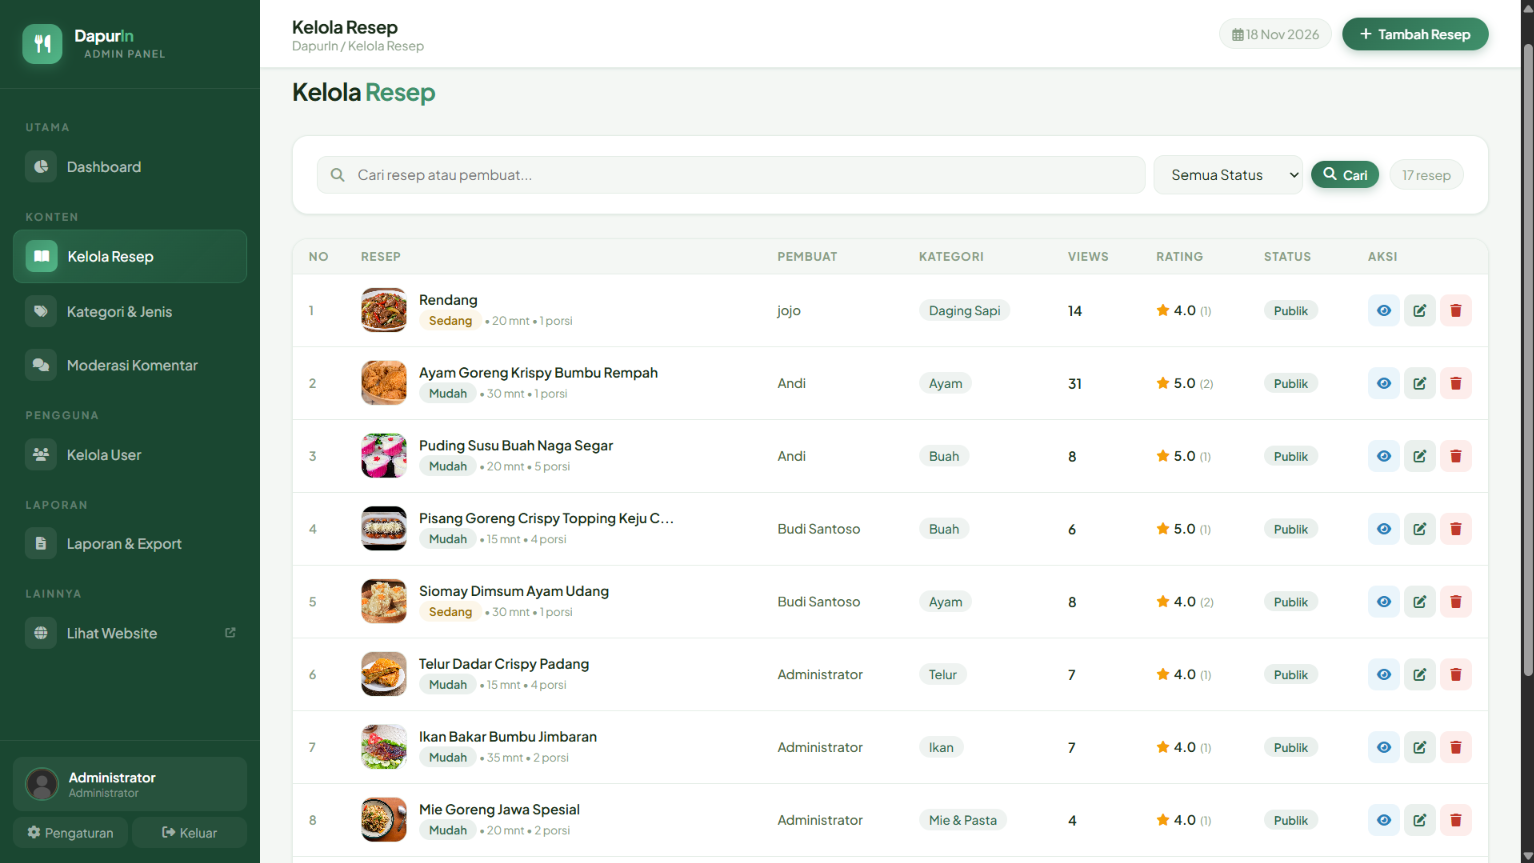 DapurIn
ADMIN PANEL
UTAMA
Dashboard
KONTEN
Kelola Resep
Kategori & Jenis
Moderasi Komentar
PENGGUNA
Kelola User
LAPORAN
Laporan & Export
LAINNYA
Lihat Website
Administrator
Administrator
Pengaturan Keluar
Kelola Resep
DapurIn / Kelola Resep
18 Nov 2026
+ Tambah Resep
Kelola Resep
Cari resep atau pembuat... Semua Status Cari 17 resep
NO RESEP PEMBUAT KATEGORI VIEWS RATING STATUS AKSI
1 Rendang jojo Daging Sapi 14 4.0 (1) Publik
Sedang • 20 mnt • 1 porsi
2 Ayam Goreng Krispy Bumbu Rempah Andi Ayam 31 5.0 (2) Publik
Mudah • 30 mnt • 1 porsi
3 Puding Susu Buah Naga Segar Andi Buah 8 5.0 (1) Publik
Mudah • 20 mnt • 5 porsi
4 Pisang Goreng Crispy Topping Keju C... Budi Santoso Buah 6 5.0 (1) Publik
Mudah • 15 mnt • 4 porsi
5 Siomay Dimsum Ayam Udang Budi Santoso Ayam 8 4.0 (2) Publik
Sedang • 30 mnt • 1 porsi
6 Telur Dadar Crispy Padang Administrator Telur 7 4.0 (1) Publik
Mudah • 15 mnt • 4 porsi
7 Ikan Bakar Bumbu Jimbaran Administrator Ikan 7 4.0 (1) Publik
Mudah • 35 mnt • 2 porsi
8 Mie Goreng Jawa Spesial Administrator Mie & Pasta 4 4.0 (1) Publik
Mudah • 20 mnt • 2 porsi